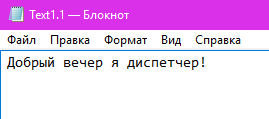 Text1.1 — Блокнот
Файл Правка Формат Вид Справка
Добрый вечер я диспетчер!